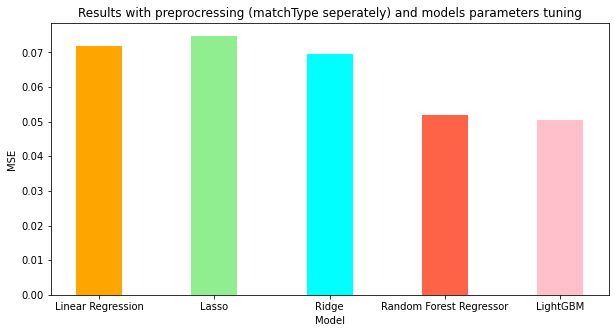 Results with preprocressing (matchType seperately) and models parameters tuning
MSE
0.07
0.06
0.05
0.04
0.03
0.02
0.01
0.00
Linear Regression
Lasso
Ridge
Random Forest Regressor
LightGBM
Model